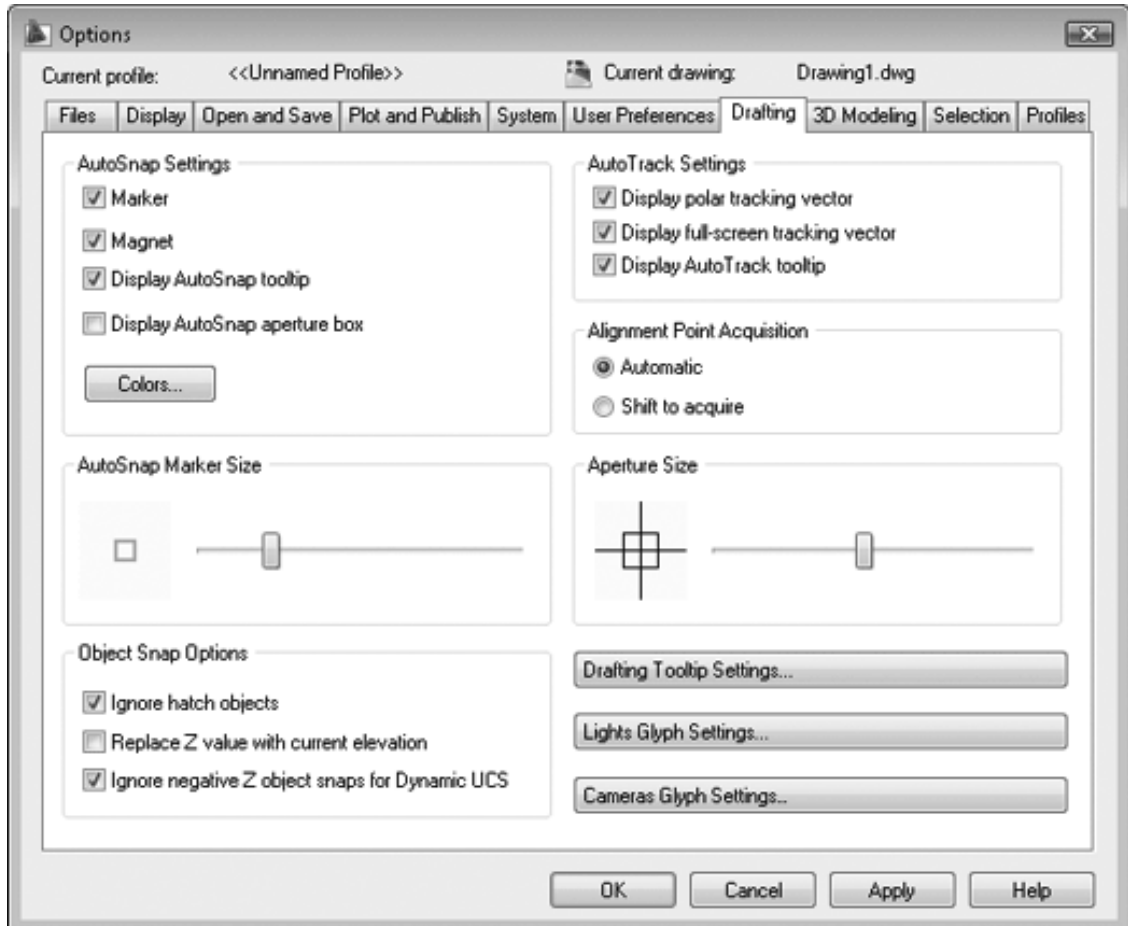 Options
Current profile: <<Unnamed Profile>> Current drawing: Drawing1.dwg
Files Display Open and Save Plot and Publish System User Preferences Drafting 3D Modeling Selection Profiles
AutoSnap Settings
Marker
Magnet
Display AutoSnap tooltip
Display AutoSnap aperture box
Colors...
AutoTrack Settings
Display polar tracking vector
Display full-screen tracking vector
Display AutoTrack tooltip
Alignment Point Acquisition
Automatic
Shift to acquire
AutoSnap Marker Size
Aperture Size
Object Snap Options
Ignore hatch objects
Replace Z value with current elevation
Ignore negative Z object snaps for Dynamic UCS
Drafting Tooltip Settings...
Lights Glyph Settings...
Cameras Glyph Settings...
OK Cancel Apply Help